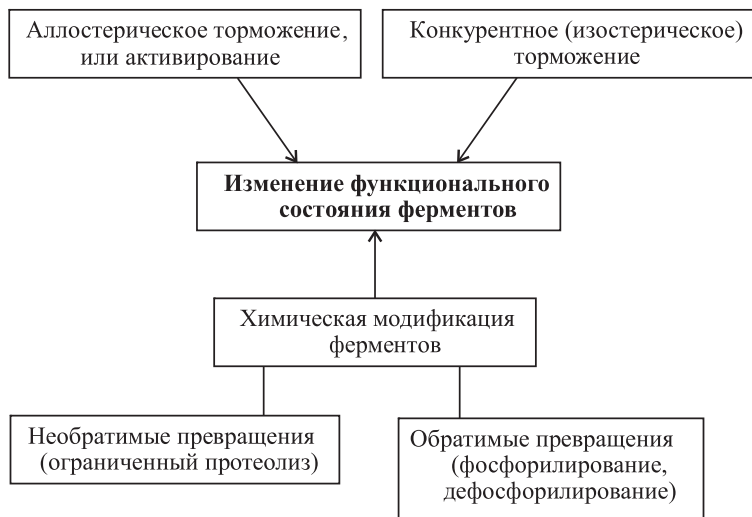 Аллостерическое торможение,
или активирование
Конкурентное (изостерическое)
торможение
Изменение функционального
состояния ферментов
Химическая модификация
ферментов
Необратимые превращения
(ограниченный протеолиз)
Обратимые превращения
(фосфорилирование,
дефосфорилирование)